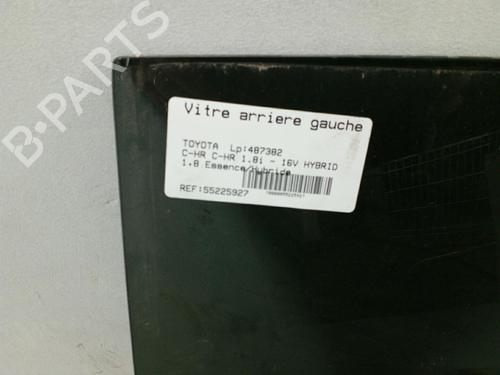 B-PARTS
Vitre arriere gauche
TOYOTA Lp:487382
C-HR C-HR 1.8i - 16V HYBRID
1.8 Essence/Hybride
REF:55225927